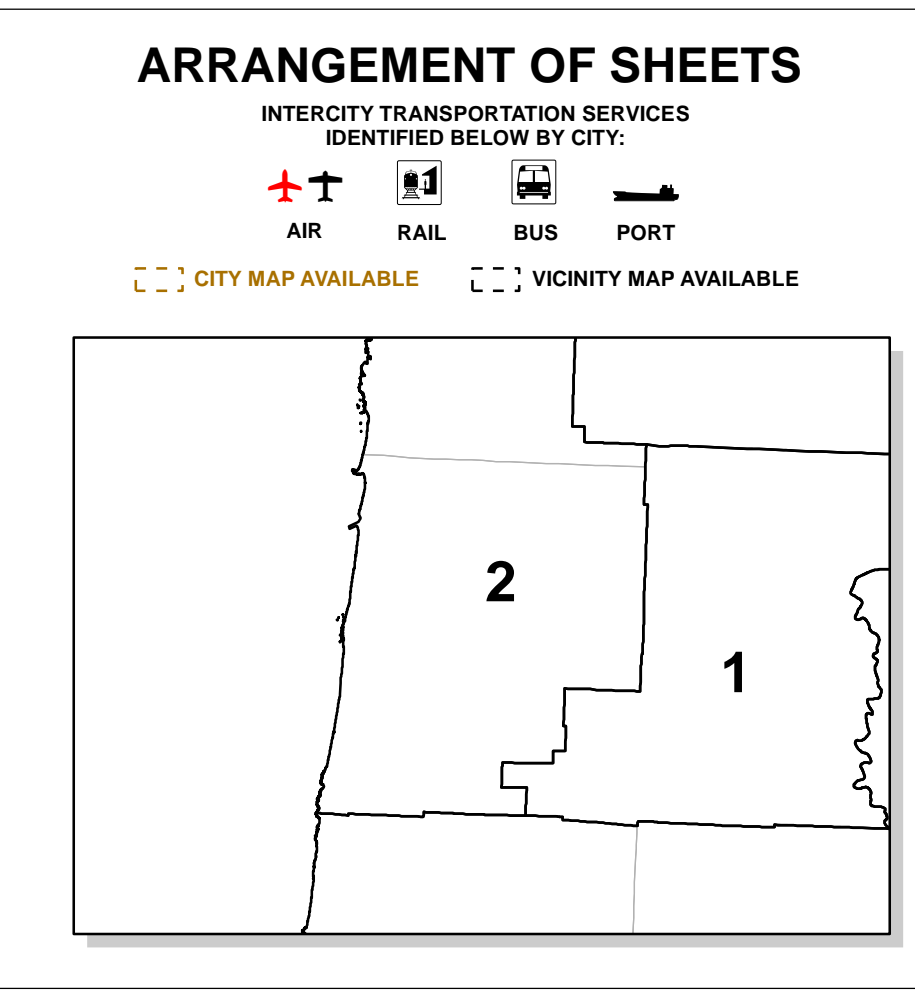 ARRANGEMENT OF SHEETS
INTERCITY TRANSPORTATION SERVICES
IDENTIFIED BELOW BY CITY:
AIR RAIL BUS PORT
CITY MAP AVAILABLE VICINITY MAP AVAILABLE
2
1